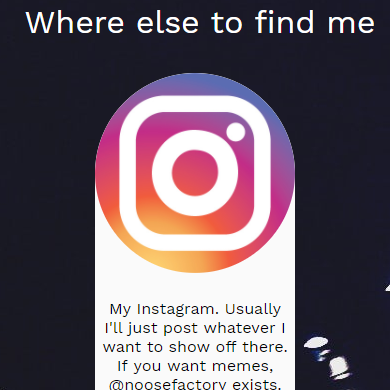 Where else to find me
My Instagram. Usually
I'll just post whatever I
want to show off there.
If you want memes,
@noosefactory exists.